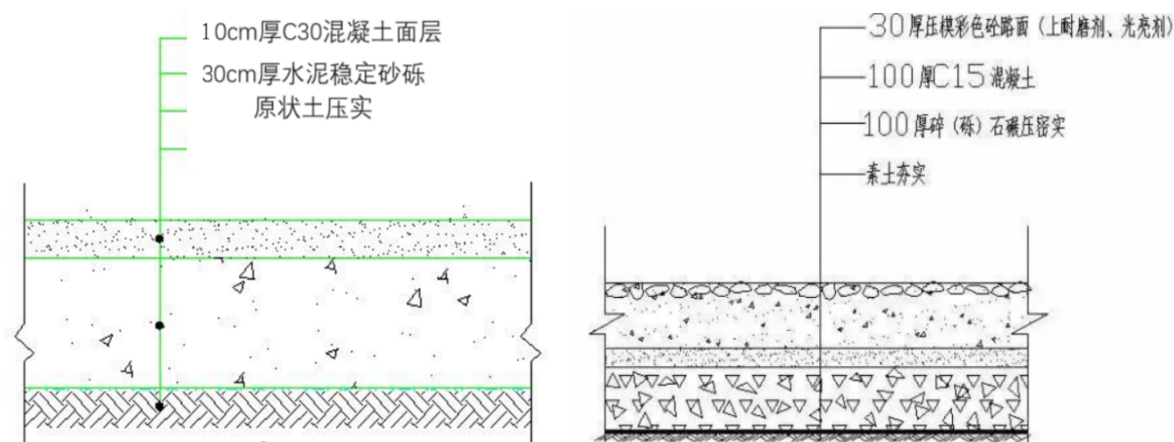 10cm厚C30混凝土面层
30cm厚水泥稳定砂砾
原状土压实
30厚压模彩色砼路面（上耐磨剂、光亮剂）
100厚C15混凝土
100厚碎（砾）石碾压密实
素土夯实